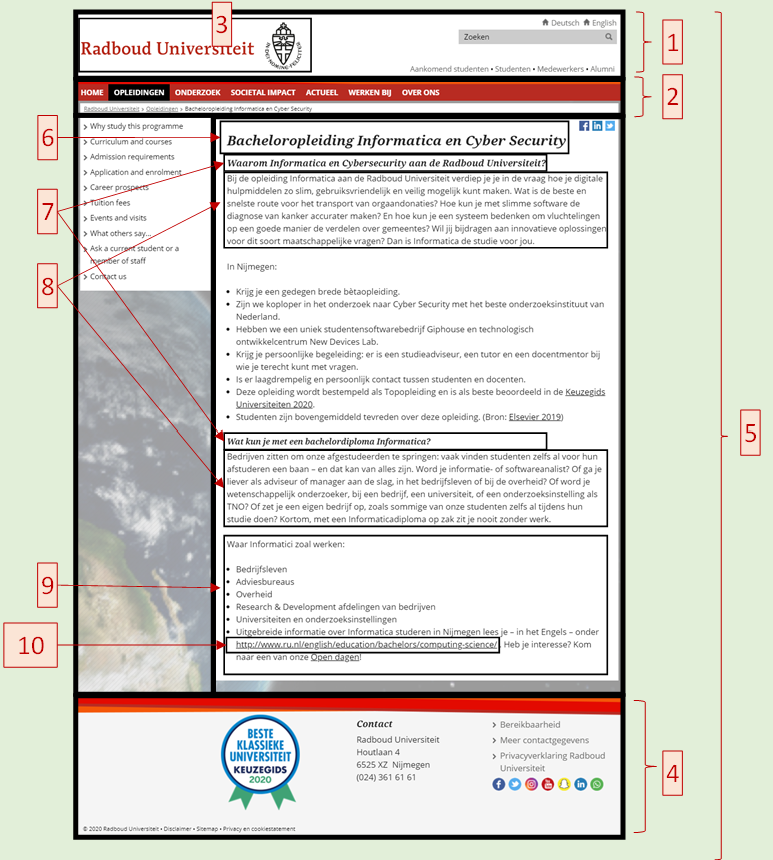 3
Deutsch English
Radboud Universiteit
Zoeken
1
Aankomend studenten • Studenten • Medewerkers • Alumni
HOME OPLEIDINGEN ONDERZOEK SOCIETAL IMPACT ACTUEEL WERKEN BIJ OVER ONS
2
Radboud Universiteit > Opleidingen > Bacheloropleiding Informatica en Cyber Security
Why study this programme
Curriculum and courses
Admission requirements
Application and enrolment
Career prospects
Tuition fees
Events and visits
What others say...
Ask a current student or a
member of staff
Contact us
6
7
8
Bacheloropleiding Informatica en Cyber Security
Waarom Informatica en Cybersecurity aan de Radboud Universiteit?
Bij de opleiding Informatica aan de Radboud Universiteit verdiep je je in de vraag hoe je digitale
hulpmiddelen zo slim, gebruiksvriendelijk en veilig mogelijk kunt maken. Wat is de beste en
snelste route voor het transport van orgaandonaties? Hoe kun je met slimme software de
diagnose van kanker accurater maken? En hoe kun je een systeem bedenken om vluchtelingen
op een goede manier de verdelen over gemeentes? Wil jij bijdragen aan innovatieve oplossingen
voor dit soort maatschappelijke vragen? Dan is Informatica de studie voor jou.
In Nijmegen:
• Krijg je een gedegen brede bètaopleiding.
• Zijn we koploper in het onderzoek naar Cyber Security met het beste onderzoeksinstituut van
Nederland.
• Hebben we een uniek studentensoftwarebedrijf Giphouse en technologisch
ontwikkelcentrum New Devices Lab.
• Krijg je persoonlijke begeleiding: er is een studieadviseur, een tutor en een docentmentor bij
wie je terecht kunt met vragen.
• Is er laagdrempelig en persoonlijk contact tussen studenten en docenten.
• Deze opleiding wordt bestempeld als Topopleiding en is als beste beoordeeld in de Keuzegids
Universiteiten 2020.
• Studenten zijn bovengemiddeld tevreden over deze opleiding. (Bron: Elsevier 2019)
5
Wat kun je met een bachelordiploma Informatica?
Bedrijven zitten om onze afgestudeerden te springen: vaak vinden studenten zelfs al voor hun
afstuderen een baan – en dat kan van alles zijn. Word je informatie- of softwareanalist? Of ga je
liever als adviseur of manager aan de slag, in het bedrijfsleven of bij de overheid? Of word je
wetenschappelijk onderzoeker, bij een bedrijf, een universiteit, of een onderzoeksinstelling als
TNO? Of zet je je eigen bedrijf op, zoals sommige van onze studenten zelfs al tijdens hun
studie doen? Kortom, met een Informaticadiploma op zak zit je nooit zonder werk.
9
Waar Informatici zoal werken:
• Bedrijfsleven
• Adviesbureaus
• Overheid
• Research & Development afdelingen van bedrijven
• Universiteiten en onderzoeksinstellingen
• Uitgebreide informatie over Informatica studeren in Nijmegen lees je – in het Engels – onder
10
http://www.ru.nl/english/education/bachelors/computing-science/. Heb je interesse? Kom
naar een van onze Open dagen!
BESTE
KLASSIEKE
UNIVERSITEIT
KEUZEGIDS
2020
Contact
Radboud Universiteit
Houtlaan 4
6525 XZ Nijmegen
(024) 361 61 61
Bereikbaarheid
Meer contactgegevens
Privacyverklaring Radboud
Universiteit
4
© 2020 Radboud Universiteit • Disclaimer • Sitemap • Privacy en cookiestatement